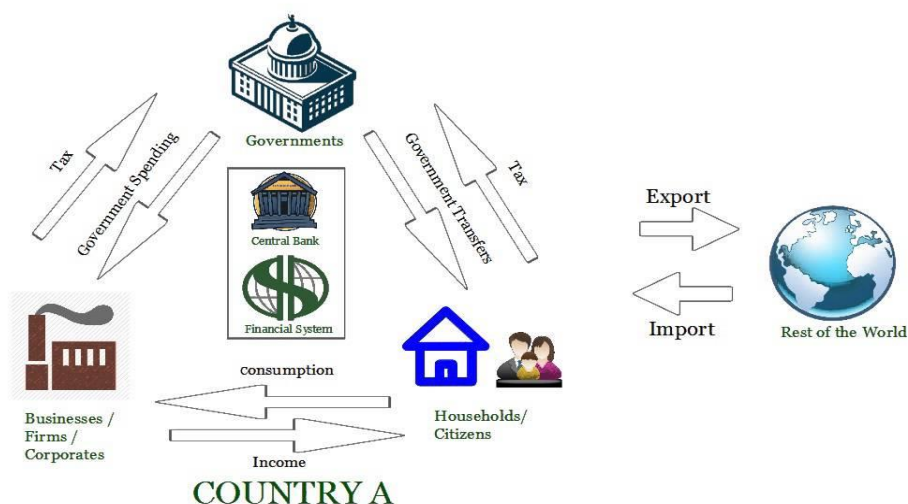 Governments
Tax
Government Spending
Government Transfers
Tax
Central Bank
Financial System
Export
Import
Rest of the World
Consumption
Businesses /
Firms /
Corporates
Households/
Citizens
Income
COUNTRY A